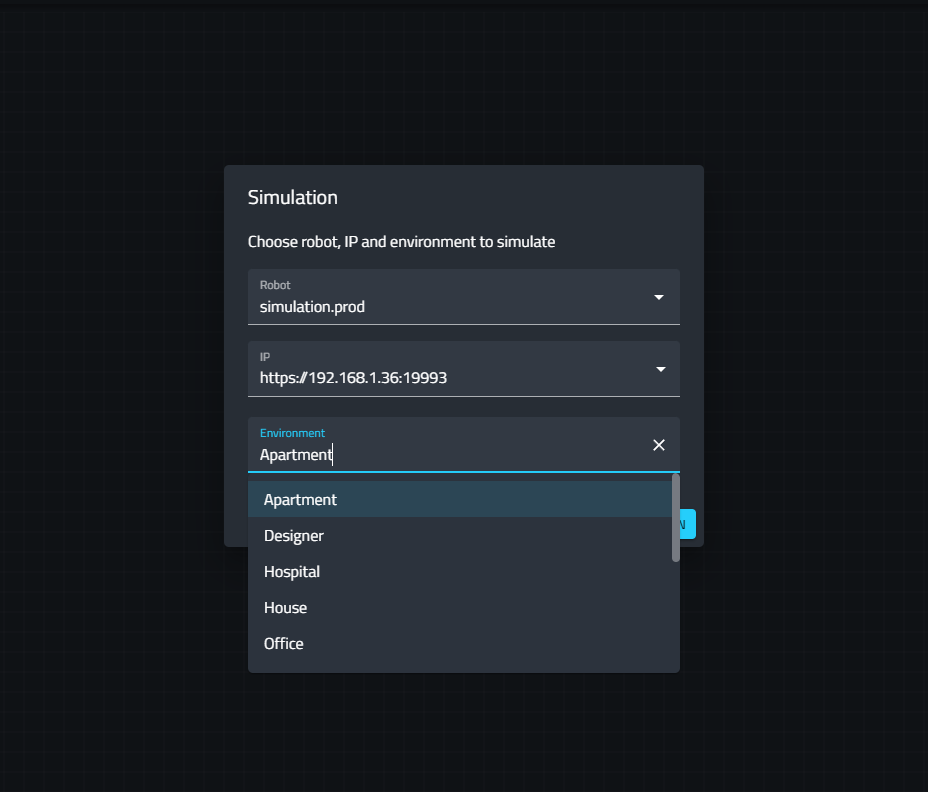 Simulation
Choose robot, IP and environment to simulate
Robot
simulation.prod
IP
https://192.168.1.36:19993
Environment
Apartment
Apartment
Designer
Hospital
House
Office